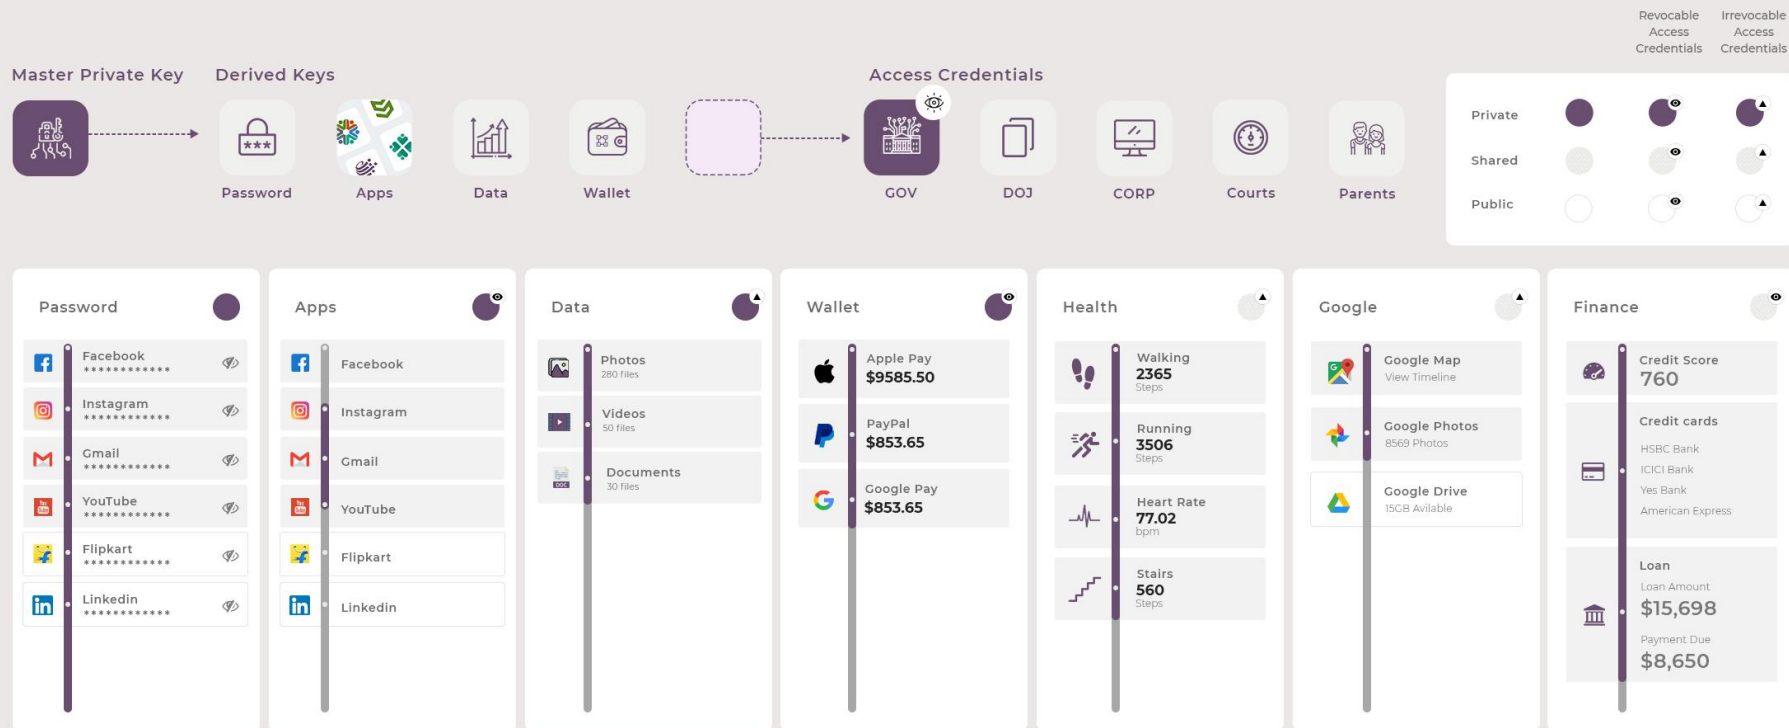 Revocable
Access
Credentials
Irrevocable
Access
Credentials
Master Private Key
Derived Keys
Access Credentials
***
Password
Apps
Data
Wallet
GOV
DOJ
CORP
Courts
Parents
Private
Shared
Public
Password
Facebook
************
Instagram
************
Gmail
************
YouTube
************
Flipkart
************
Linkedin
************
Apps
Facebook
Instagram
Gmail
YouTube
Flipkart
Linkedin
Data
Photos
280 files
Videos
50 files
DOC
Documents
30 files
Wallet
Apple Pay
$9585.50
PayPal
$853.65
Google Pay
$853.65
Health
Walking
2365
Steps
Running
3506
Steps
Heart Rate
77.02
bpm
Stairs
560
Steps
Google
Google Map
View Timeline
Google Photos
8569 Photos
Google Drive
15GB Avilable
Finance
Credit Score
760
Credit cards
HSBC Bank
ICICI Bank
Yes Bank
American Express
Loan
Loan Amount
$15,698
Payment Due
$8,650